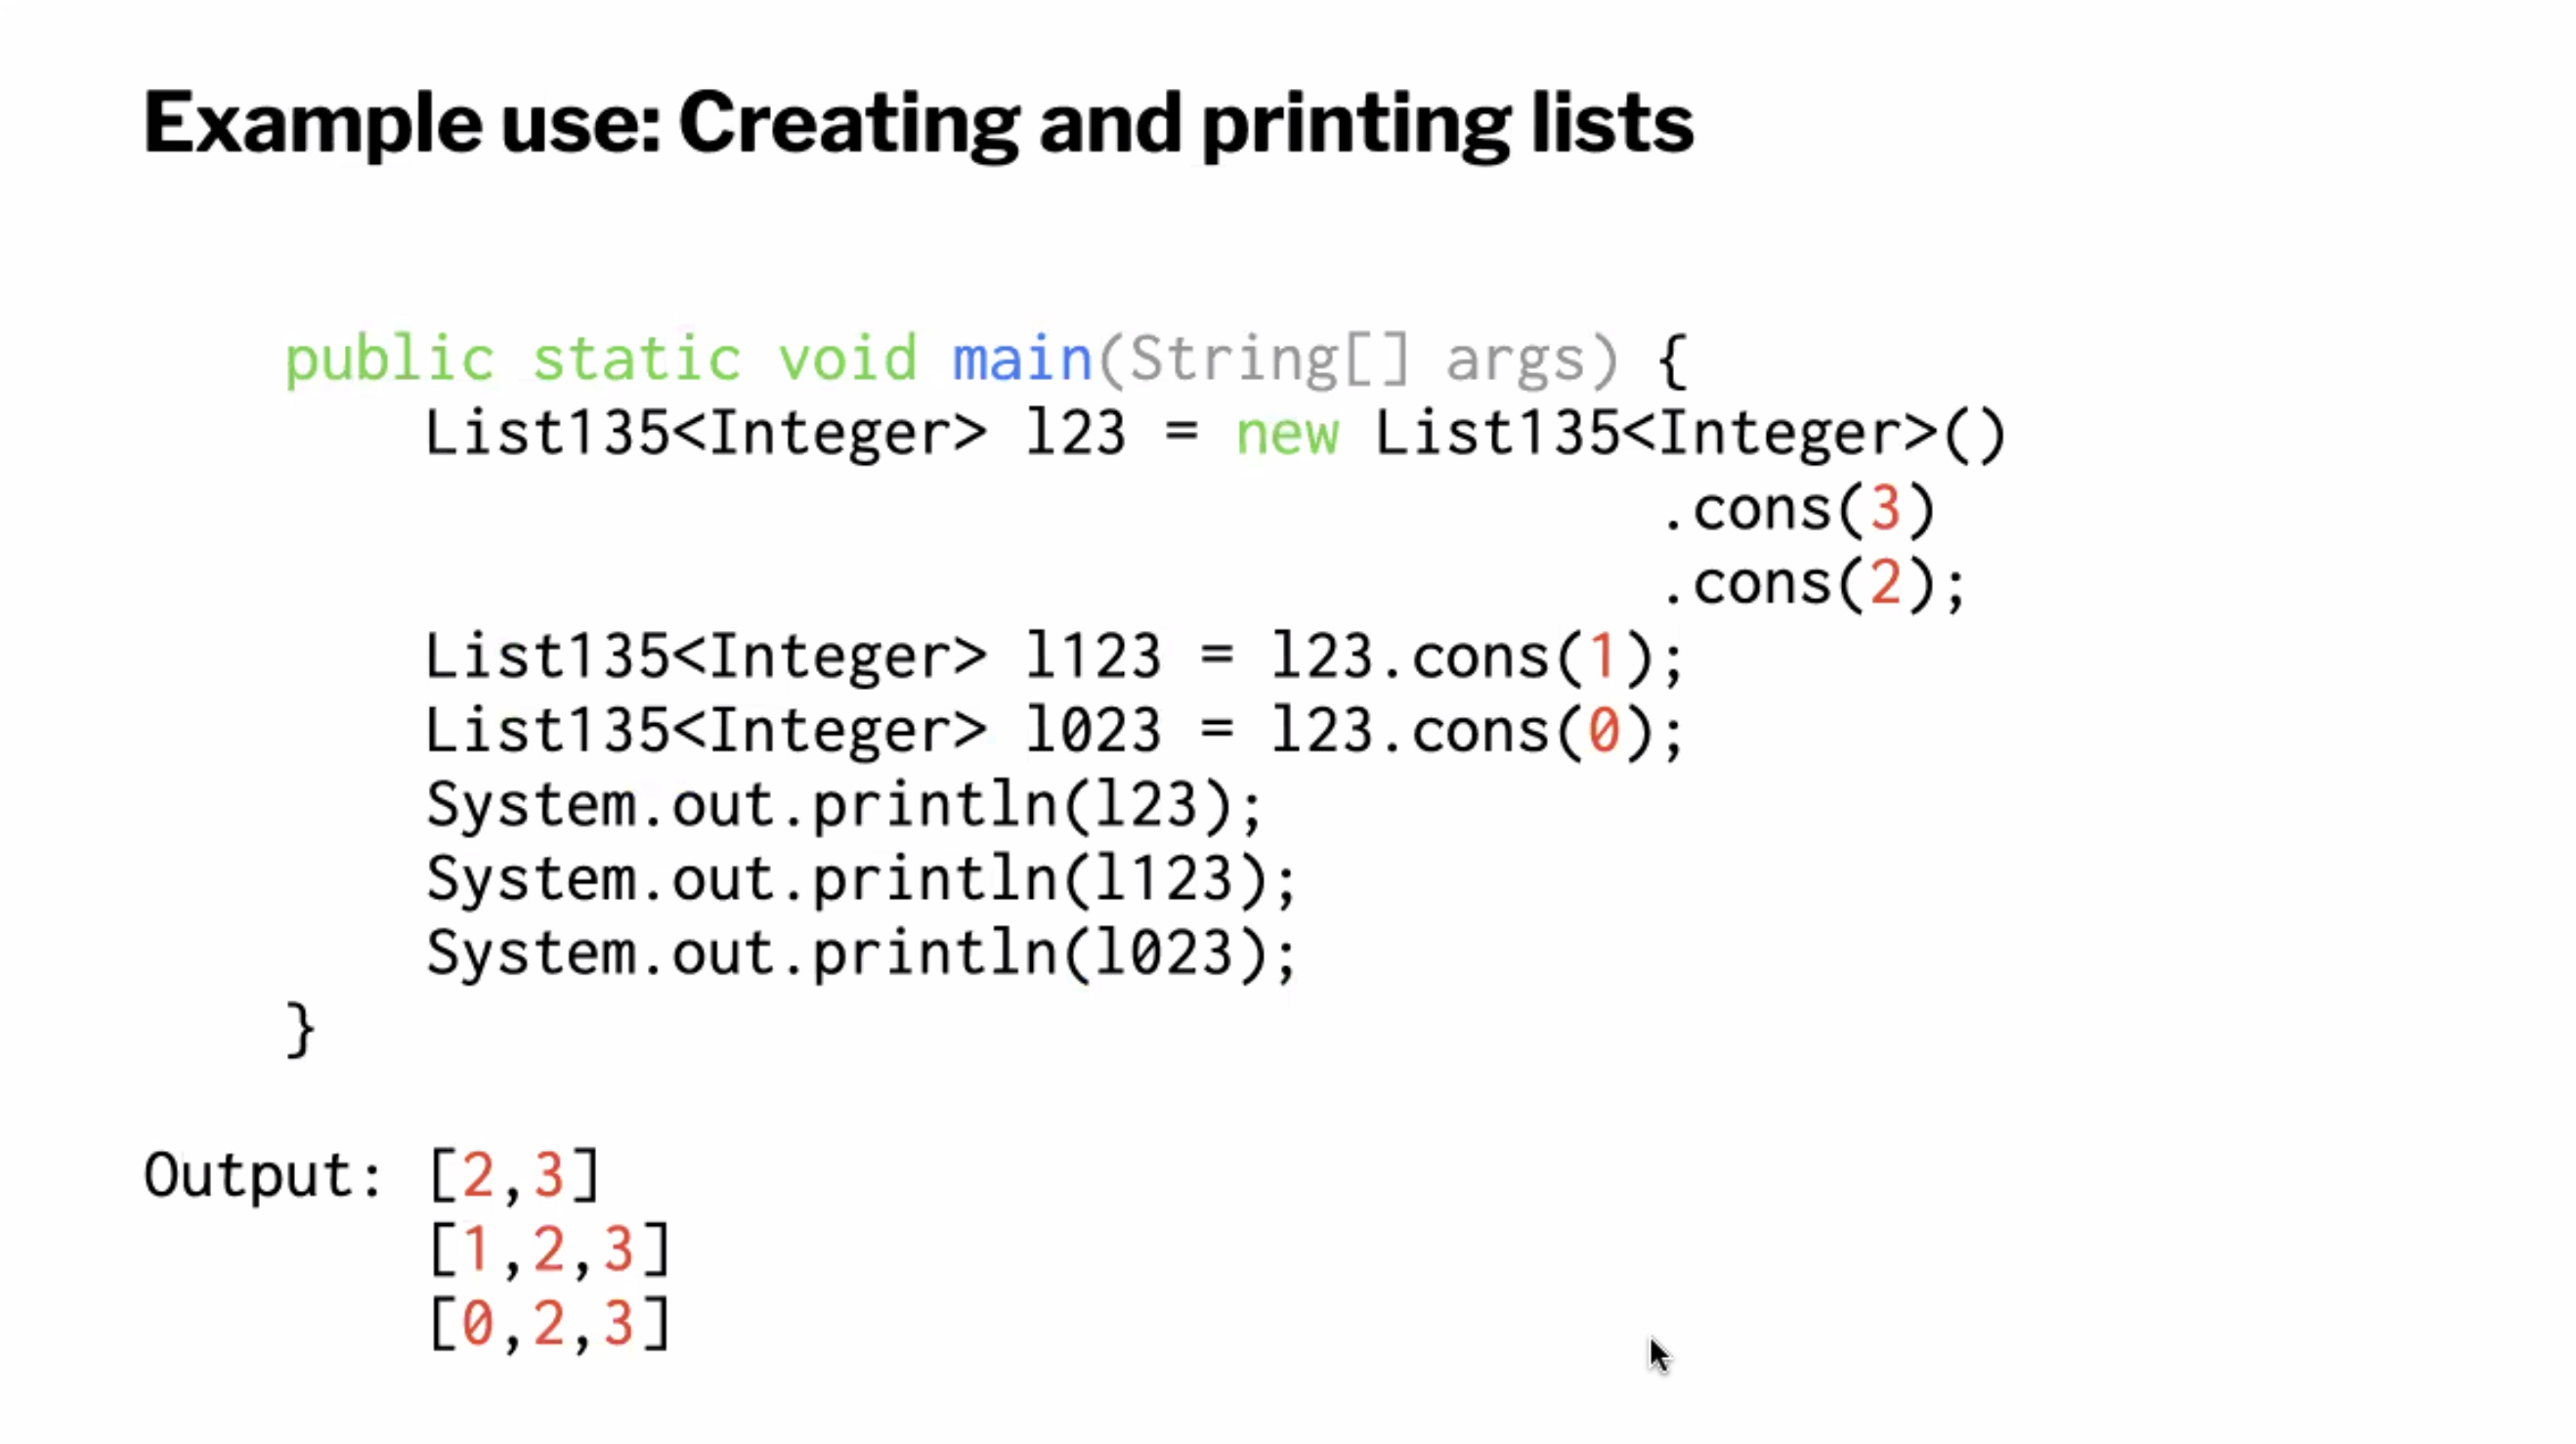 Example use: Creating and printing lists
public static void main(String[] args) {
List135<Integer> l23 = new List135<Integer>()
.cons(3)
.cons(2);
List135<Integer> l123 = l23.cons(1);
List135<Integer> l023 = l23.cons(0);
System.out.println(l23);
System.out.println(l123);
System.out.println(l023);
}
Output: [2,3]
[1,2,3]
[0,2,3]